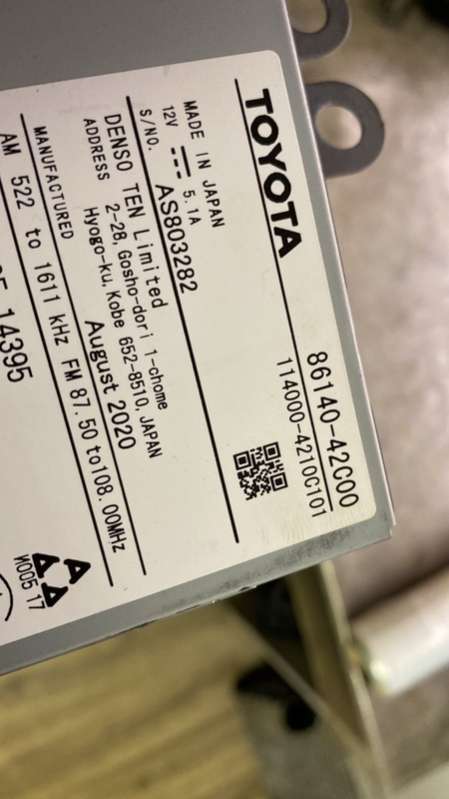 TOYOTA
86140-42C00
114000-4210C101
MADE IN JAPAN
12V 5.1A
S/NO. AS803282
DENSO TEN Limited
ADDRESS 2-28, Gosho-dori 1-chome
Hyogo-ku, Kobe 652-8510, JAPAN
MANUFACTURED August 2020
AM 522 to 1611 kHz FM 87.50 to 108.00MHz
14395
И005 17